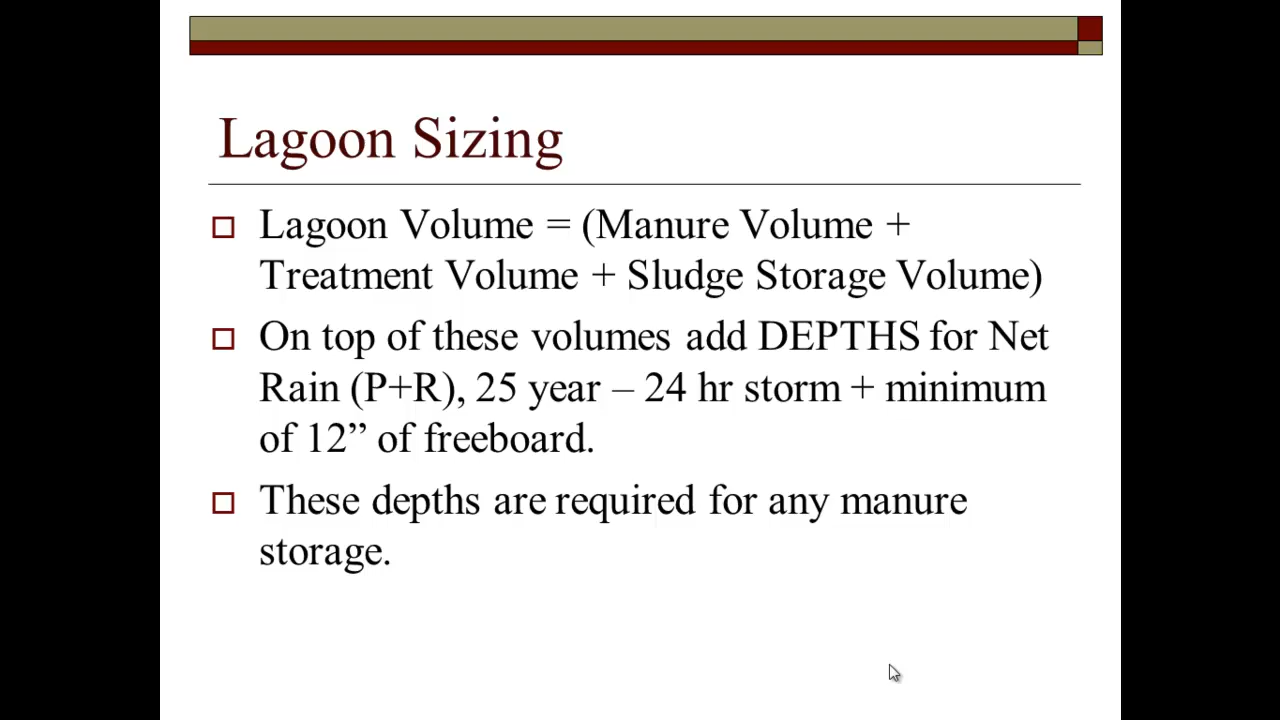 Lagoon Sizing
Lagoon Volume = (Manure Volume +
Treatment Volume + Sludge Storage Volume)
On top of these volumes add DEPTHS for Net
Rain (P+R), 25 year – 24 hr storm + minimum
of 12” of freeboard.
These depths are required for any manure
storage.